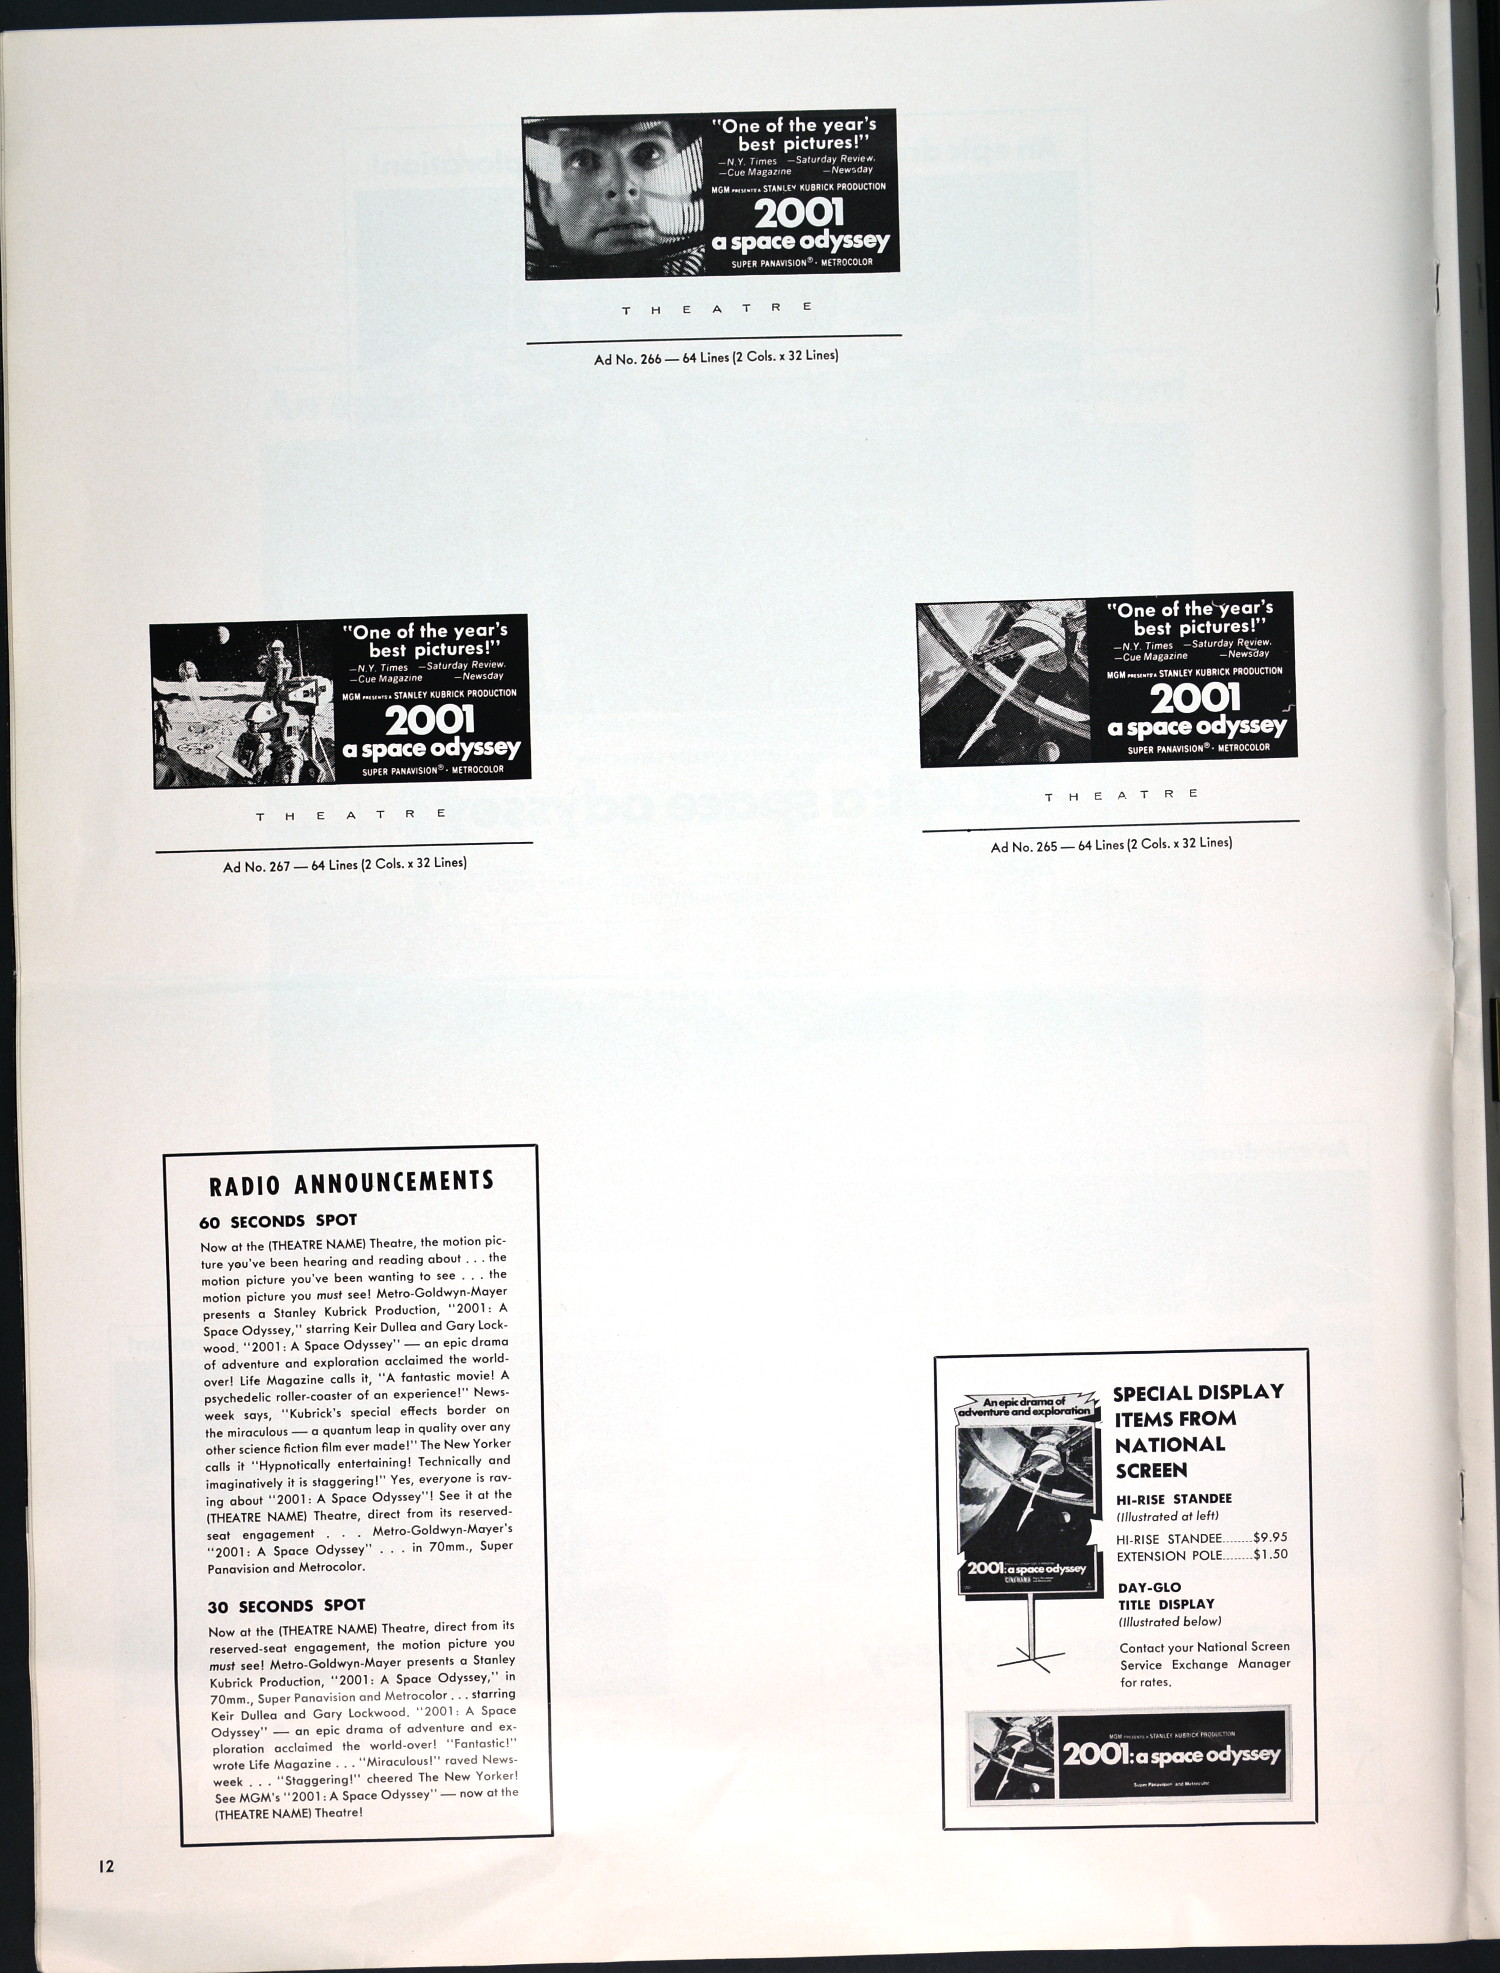 "One of the year's
best pictures!"
—N.Y. Times —Saturday Review.
—Cue Magazine —Newsday
MGM PRESENTS A STANLEY KUBRICK PRODUCTION
2001
a space odyssey
SUPER PANAVISION® · METROCOLOR
THEATRE
Ad No. 266 — 64 Lines (2 Cols. x 32 Lines)
"One of the year's
best pictures!"
—N.Y. Times —Saturday Review.
—Cue Magazine —Newsday
MGM PRESENTS A STANLEY KUBRICK PRODUCTION
2001
a space odyssey
SUPER PANAVISION® · METROCOLOR
THEATRE
Ad No. 267 — 64 Lines (2 Cols. x 32 Lines)
"One of the year's
best pictures!"
—N.Y. Times —Saturday Review.
—Cue Magazine —Newsday
MGM PRESENTS A STANLEY KUBRICK PRODUCTION
2001
a space odyssey
SUPER PANAVISION® · METROCOLOR
THEATRE
Ad No. 265 — 64 Lines (2 Cols. x 32 Lines)
RADIO ANNOUNCEMENTS
60 SECONDS SPOT
Now at the (THEATRE NAME) Theatre, the motion pic-
ture you've been hearing and reading about . . . the
motion picture you've been wanting to see . . . the
motion picture you must see! Metro-Goldwyn-Mayer
presents a Stanley Kubrick Production, "2001: A
Space Odyssey," starring Keir Dullea and Gary Lock-
wood. "2001: A Space Odyssey" — an epic drama
of adventure and exploration acclaimed the world-
over! Life Magazine calls it, "A fantastic movie! A
psychedelic roller-coaster of an experience!" News-
week says, "Kubrick's special effects border on
the miraculous — a quantum leap in quality over any
other science fiction film ever made!" The New Yorker
calls it "Hypnotically entertaining! Technically and
imaginatively it is staggering!" Yes, everyone is rav-
ing about "2001: A Space Odyssey"! See it at the
(THEATRE NAME) Theatre, direct from its reserved-
seat engagement . . . Metro-Goldwyn-Mayer's
"2001: A Space Odyssey" . . . in 70mm., Super
Panavision and Metrocolor.
30 SECONDS SPOT
Now at the (THEATRE NAME) Theatre, direct from its
reserved-seat engagement, the motion picture you
must see! Metro-Goldwyn-Mayer presents a Stanley
Kubrick Production, "2001: A Space Odyssey," in
70mm., Super Panavision and Metrocolor . . . starring
Keir Dullea and Gary Lockwood. "2001: A Space
Odyssey" — an epic drama of adventure and ex-
ploration acclaimed the world-over! "Fantastic!"
wrote Life Magazine . . . "Miraculous!" raved News-
week . . . "Staggering!" cheered The New Yorker!
See MGM's "2001: A Space Odyssey" — now at the
(THEATRE NAME) Theatre!
An epic drama of
adventure and exploration
2001: a space odyssey
CINERAMA
SPECIAL DISPLAY
ITEMS FROM
NATIONAL
SCREEN
HI-RISE STANDEE
(Illustrated at left)
HI-RISE STANDEE........$9.95
EXTENSION POLE........$1.50
DAY-GLO
TITLE DISPLAY
(Illustrated below)
Contact your National Screen
Service Exchange Manager
for rates.
MGM PRESENTS A STANLEY KUBRICK PRODUCTION
2001: a space odyssey
Super Panavision and Metrocolor
12